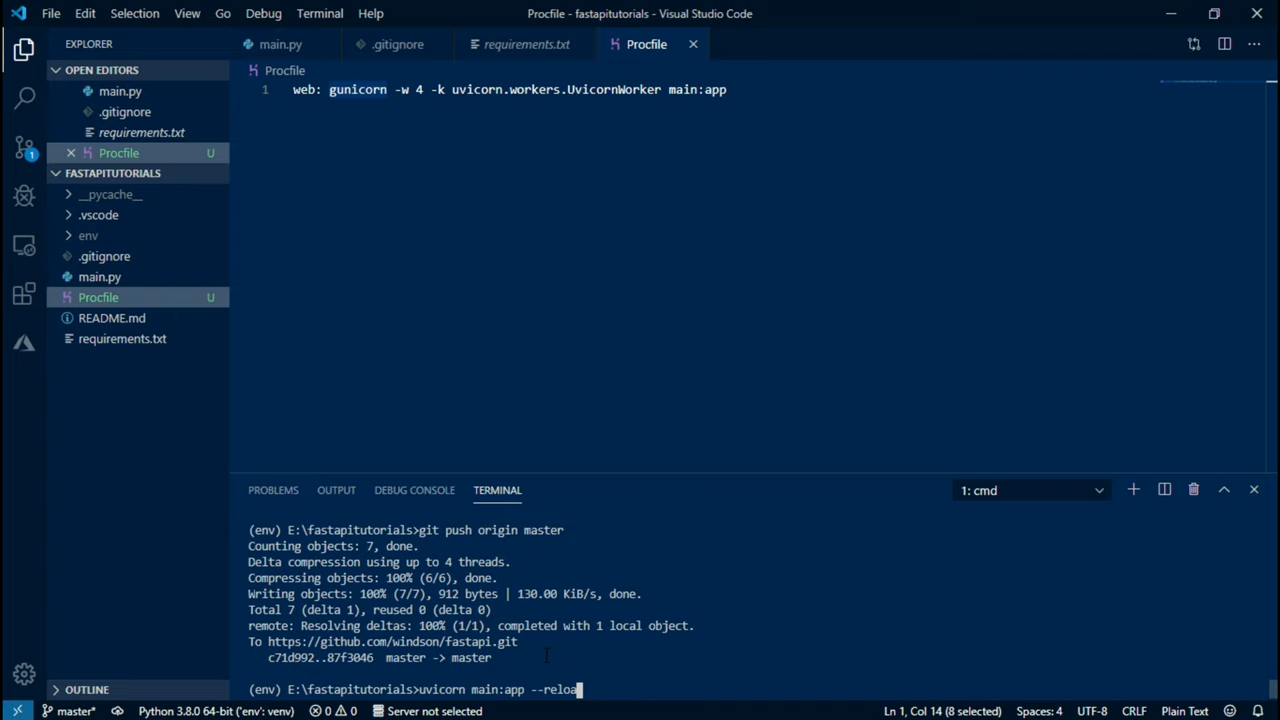 File Edit Selection View Go Debug Terminal Help
Procfile - fastapitutorials - Visual Studio Code
EXPLORER
main.py
.gitignore
requirements.txt
Procfile
OPEN EDITORS
main.py
.gitignore
requirements.txt
Procfile U
FASTAPITUTORIALS
__pycache__
.vscode
env
.gitignore
main.py
Procfile U
README.md
requirements.txt
OUTLINE
Procfile
1 web: gunicorn -w 4 -k uvicorn.workers.UvicornWorker main:app
PROBLEMS OUTPUT DEBUG CONSOLE TERMINAL
1: cmd
(env) E:\fastapitutorials>git push origin master
Counting objects: 7, done.
Delta compression using up to 4 threads.
Compressing objects: 100% (6/6), done.
Writing objects: 100% (7/7), 912 bytes | 130.00 KiB/s, done.
Total 7 (delta 1), reused 0 (delta 0)
remote: Resolving deltas: 100% (1/1), completed with 1 local object.
To https://github.com/windson/fastapi.git
c71d992..87f3046 master -> master
(env) E:\fastapitutorials>uvicorn main:app --reloa
1
master* Python 3.8.0 64-bit ('env': venv) 0 0 Server not selected
Ln 1, Col 14 (8 selected) Spaces: 4 UTF-8 CRLF Plain Text